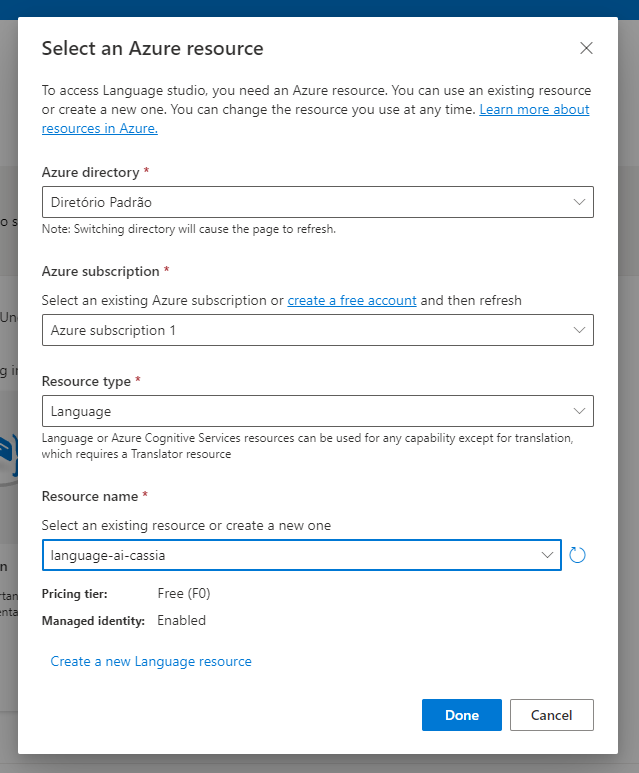 Select an Azure resource
To access Language studio, you need an Azure resource. You can use an existing resource
or create a new one. You can change the resource you use at any time. Learn more about
resources in Azure.
Azure directory *
Diretório Padrão
Note: Switching directory will cause the page to refresh.
Azure subscription *
Select an existing Azure subscription or create a free account and then refresh
Azure subscription 1
Resource type *
Language
Language or Azure Cognitive Services resources can be used for any capability except for translation,
which requires a Translator resource
Resource name *
Select an existing resource or create a new one
language-ai-cassia
Pricing tier: Free (F0)
Managed identity: Enabled
Create a new Language resource
Done Cancel